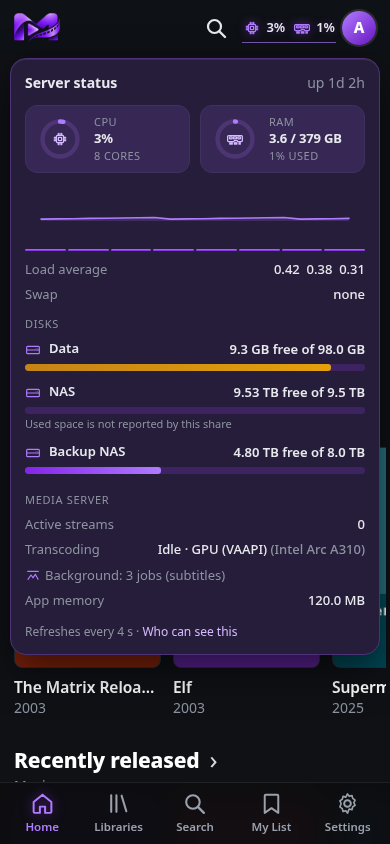 3% 1% A
Server status up 1d 2h
CPU
3%
8 CORES
RAM
3.6 / 379 GB
1% USED
Load average 0.42 0.38 0.31
Swap none
DISKS
Data 9.3 GB free of 98.0 GB
NAS 9.53 TB free of 9.5 TB
Used space is not reported by this share
Backup NAS 4.80 TB free of 8.0 TB
MEDIA SERVER
Active streams 0
Transcoding Idle · GPU (VAAPI) (Intel Arc A310)
Background: 3 jobs (subtitles)
App memory 120.0 MB
Refreshes every 4 s · Who can see this
The Matrix Reloa... Elf Superm
2003 2003 2025
Recently released ›
Home Libraries Search My List Settings